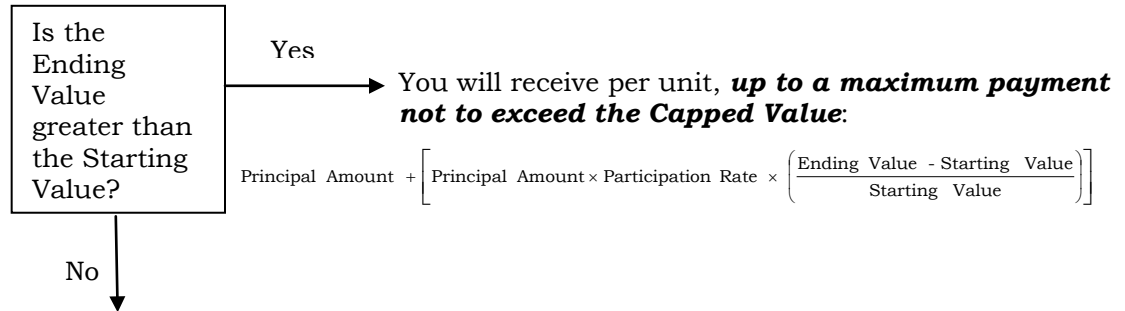 Is the
Ending
Value
greater than
the Starting
Value?
Yes
You will receive per unit, up to a maximum payment
not to exceed the Capped Value:
Principal Amount + [ Principal Amount × Participation Rate × ( Ending Value - Starting Value / Starting Value ) ]
No